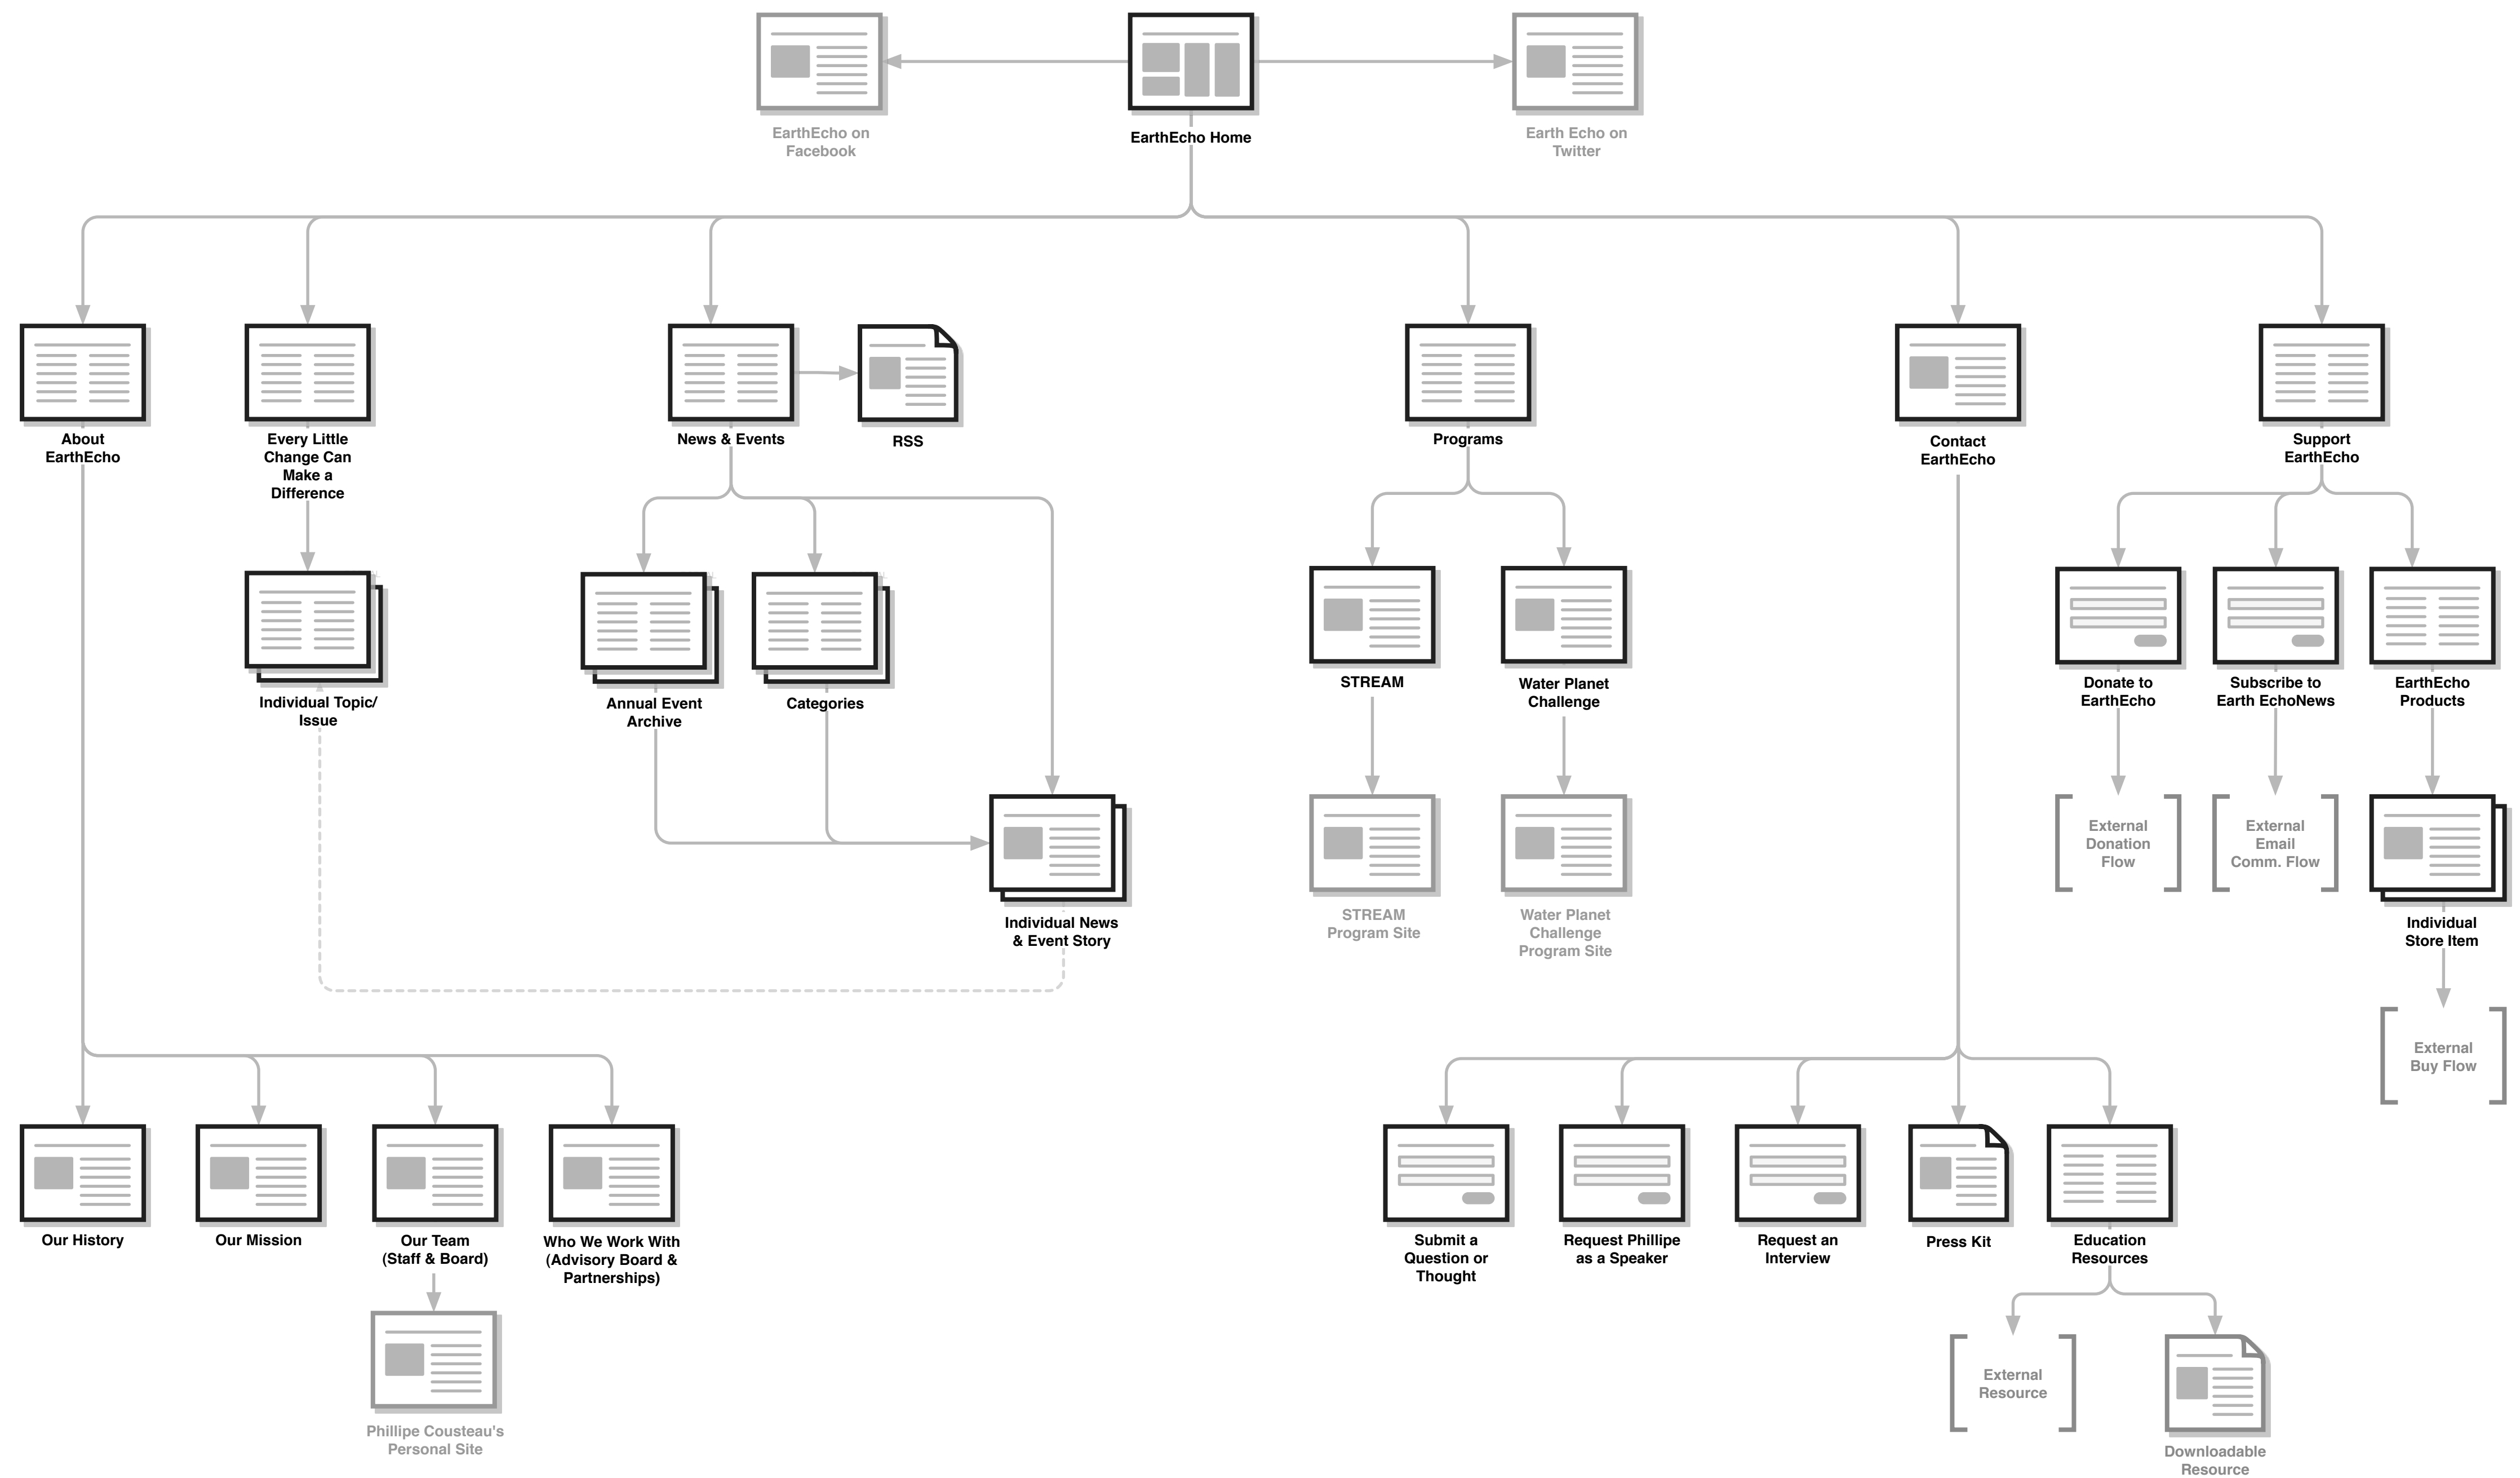 EarthEcho on
Facebook
EarthEcho Home
Earth Echo on
Twitter
About
EarthEcho
Every Little
Change Can
Make a
Difference
News & Events
RSS
Programs
Contact
EarthEcho
Support
EarthEcho
Individual Topic/
Issue
Annual Event
Archive
Categories
STREAM
Water Planet
Challenge
Donate to
EarthEcho
Subscribe to
Earth EchoNews
EarthEcho
Products
Individual News
& Event Story
STREAM
Program Site
Water Planet
Challenge
Program Site
External
Donation
Flow
External
Email
Comm. Flow
Individual
Store Item
External
Buy Flow
Our History
Our Mission
Our Team
(Staff & Board)
Who We Work With
(Advisory Board &
Partnerships)
Submit a
Question or
Thought
Request Phillipe
as a Speaker
Request an
Interview
Press Kit
Education
Resources
Phillipe Cousteau's
Personal Site
External
Resource
Downloadable
Resource